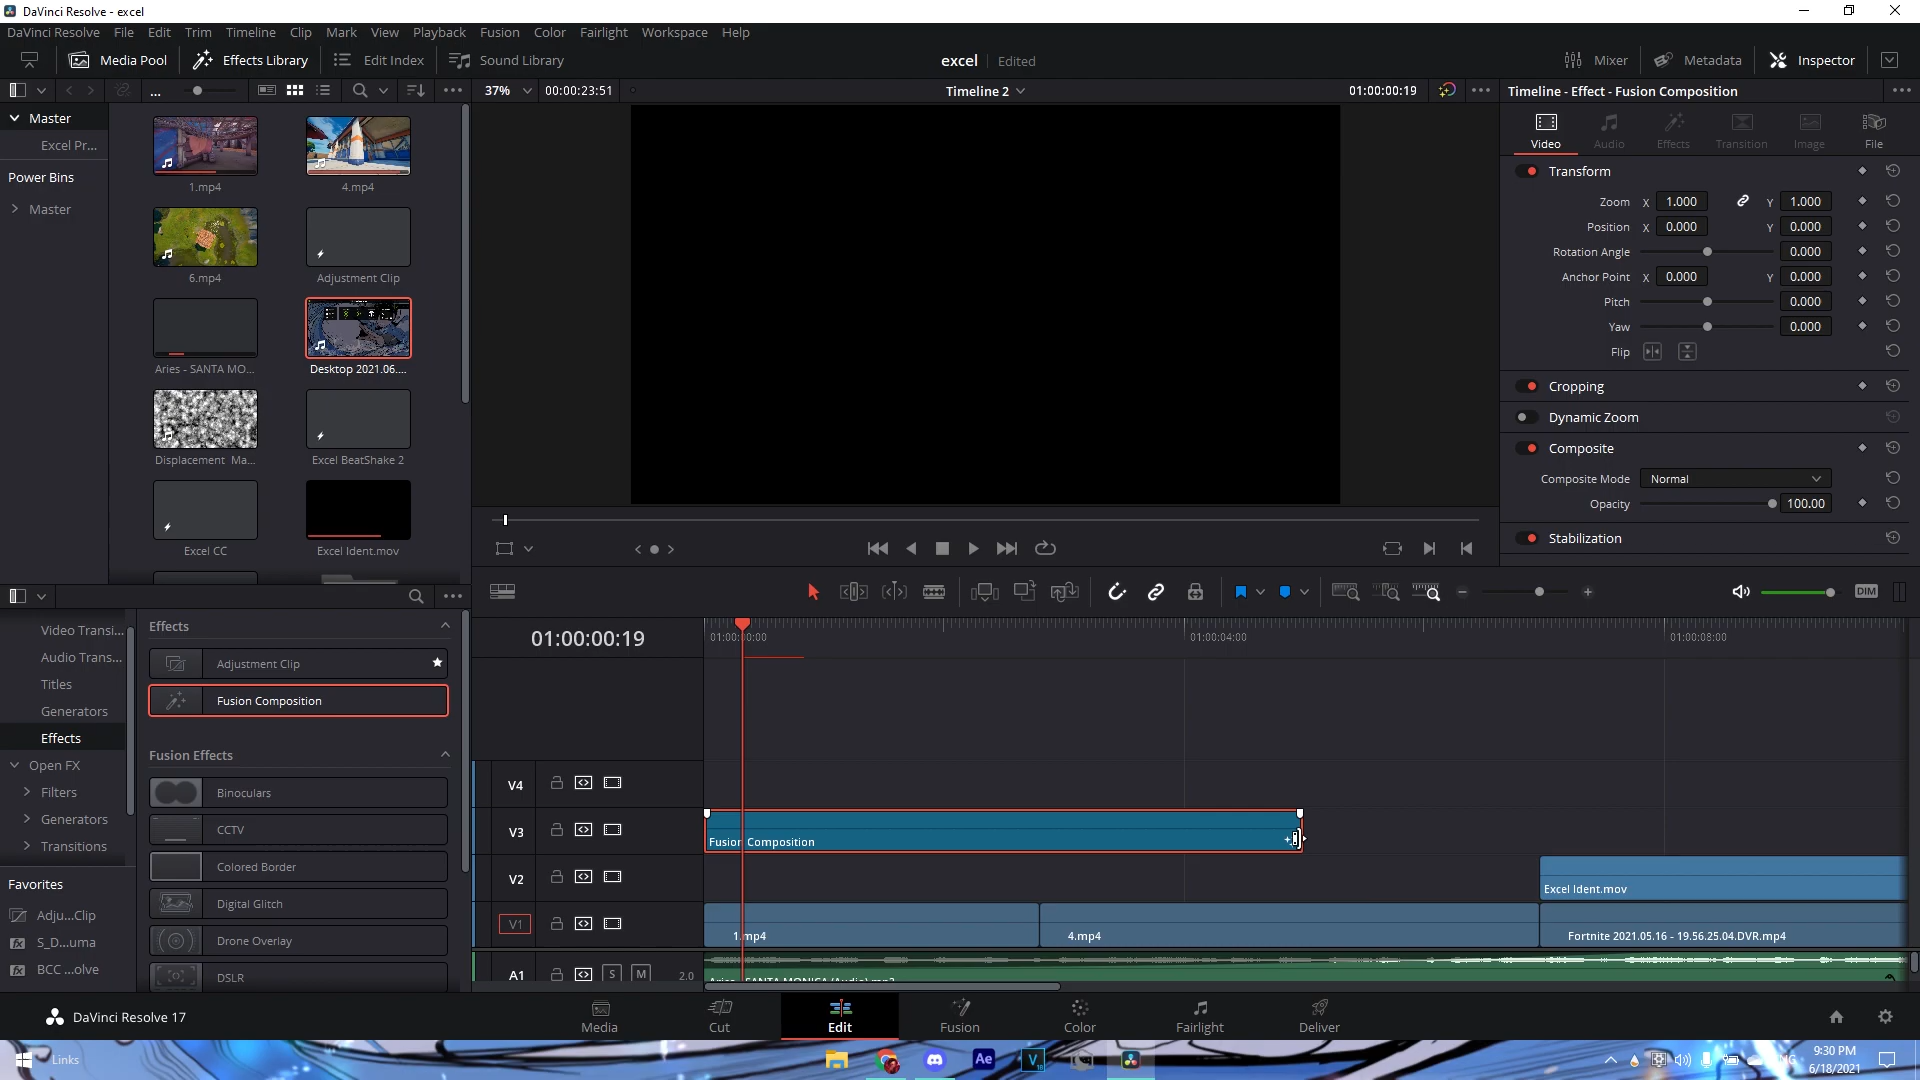 DaVinci Resolve - excel
DaVinci Resolve File Edit Trim Timeline Clip Mark View Playback Fusion Color Fairlight Workspace Help
Media Pool Effects Library Edit Index Sound Library excel Edited Mixer Metadata Inspector
... 37% 00:00:23:51 Timeline 2 01:00:00:19 Timeline - Effect - Fusion Composition
Master
Excel Pr...
Power Bins
Master
1.mp4 4.mp4
6.mp4 Adjustment Clip
Aries - SANTA MO... Desktop 2021.06....
Displacement Ma... Excel BeatShake 2
Excel CC Excel Ident.mov
Video Audio Effects Transition Image File
Transform
Zoom X 1.000 Y 1.000
Position X 0.000 Y 0.000
Rotation Angle 0.000
Anchor Point X 0.000 Y 0.000
Pitch 0.000
Yaw 0.000
Flip
Cropping
Dynamic Zoom
Composite
Composite Mode Normal
Opacity 100.00
Stabilization
DIM
Video Transi...
Audio Trans...
Titles
Generators
Effects
Open FX
Filters
Generators
Transitions
Favorites
Adju...Clip
S_D...uma
BCC ...olve
Effects
Adjustment Clip
Fusion Composition
Fusion Effects
Binoculars
CCTV
Colored Border
Digital Glitch
Drone Overlay
DSLR
01:00:00:19 01:00:00:00 01:00:04:00 01:00:08:00
V4
V3 Fusion Composition
V2 Excel Ident.mov
V1 1.mp4 4.mp4 Fortnite 2021.05.16 - 19.56.25.04.DVR.mp4
A1 S M 2.0 Aries - SANTA MONICA (Audio).mp3
DaVinci Resolve 17 Media Cut Edit Fusion Color Fairlight Deliver
Links Ae V 9:30 PM
6/18/2021